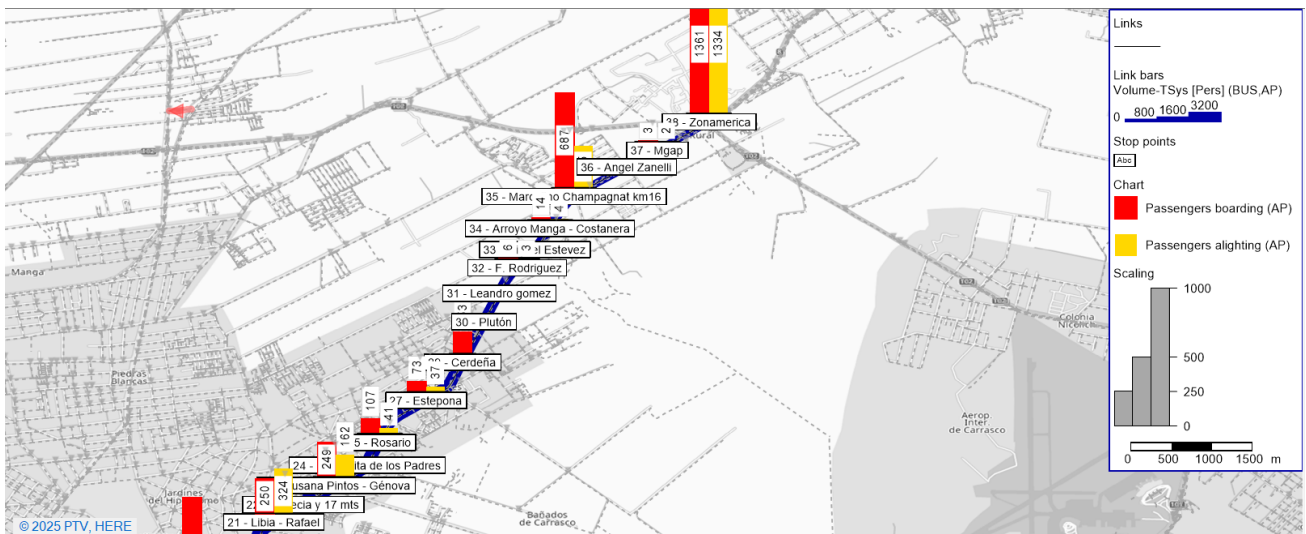 1361
1334
38 - Zonamerica
3
2
37 - Mgap
687
36 - Angel Zanelli
35 - Marc no Champagnat km16
14
4
34 - Arroyo Manga - Costanera
33 el Estevez
6
3
32 - F. Rodriguez
31 - Leandro gomez
3
30 - Plutón
Cerdeña
73
37
27 - Estepona
107
41
5 - Rosario
162
249
24 - ita de los Padres
usana Pintos - Génova
250
324
ecia y 17 mts
21 - Libia - Rafael
Manga
Piedras
Blancas
Jardines
del Hip mo
Bañados
de Carrasco
Aerop.
Inter.
de Carrasco
Colonia
Nicolich
© 2025 PTV, HERE
Links
Link bars
Volume-TSys [Pers] (BUS,AP)
0 800 1600 3200
Stop points
Abc
Chart
Passengers boarding (AP)
Passengers alighting (AP)
Scaling
1000
500
250
0
0 500 1000 1500 m